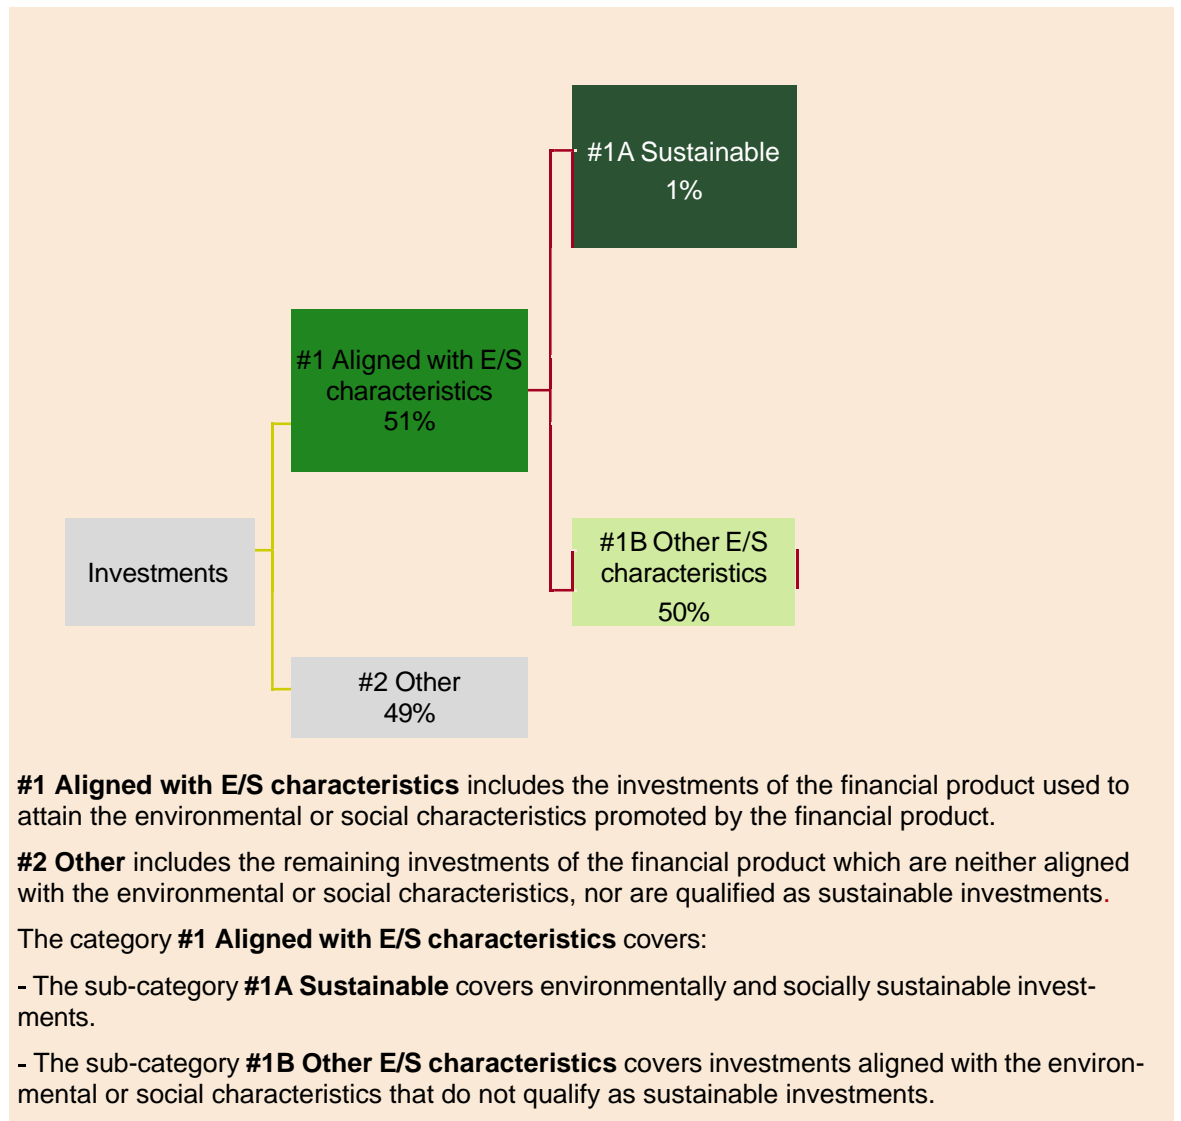 #1A Sustainable
1%
#1 Aligned with E/S
characteristics
51%
#1B Other E/S
characteristics
50%
Investments
#2 Other
49%
#1 Aligned with E/S characteristics includes the investments of the financial product used to
attain the environmental or social characteristics promoted by the financial product.
#2 Other includes the remaining investments of the financial product which are neither aligned
with the environmental or social characteristics, nor are qualified as sustainable investments.
The category #1 Aligned with E/S characteristics covers:
- The sub-category #1A Sustainable covers environmentally and socially sustainable invest-
ments.
- The sub-category #1B Other E/S characteristics covers investments aligned with the environ-
mental or social characteristics that do not qualify as sustainable investments.